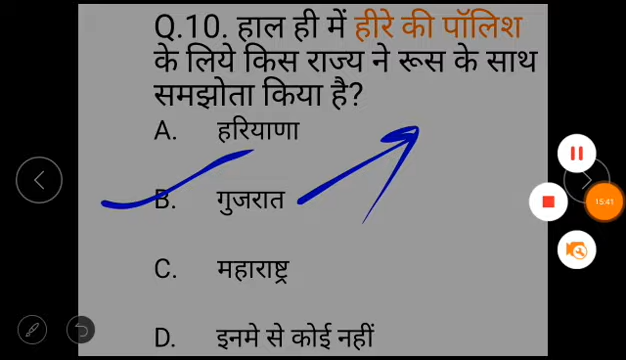 Q.10. हाल ही में हीरे की पॉलिश
के लिये किस राज्य ने रूस के साथ
समझोता किया है?
A. हरियाणा
B. गुजरात
C. महाराष्ट्र
D. इनमे से कोई नहीं
15:41